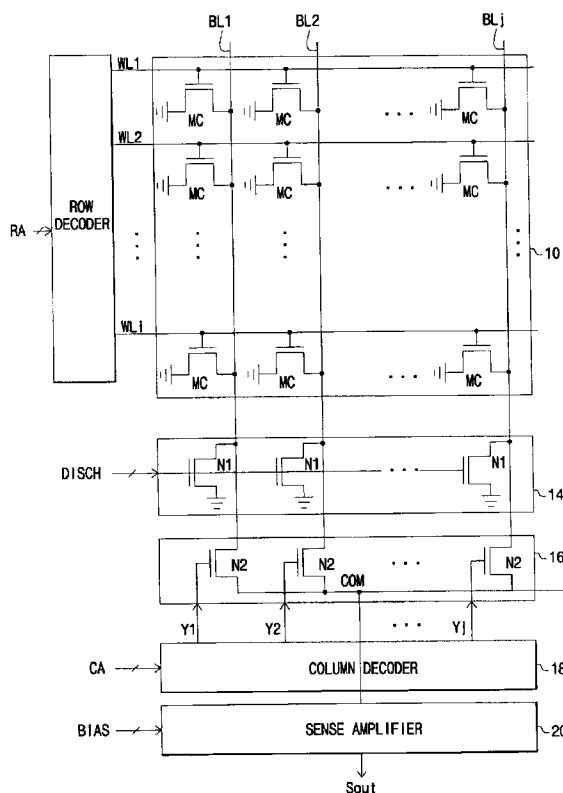 BL1 BL2 BLj
WL1
MC MC MC
WL2
MC MC MC
ROW
DECODER
RA
10
WLi
MC MC MC
DISCH N1 N1 N1
14
16
N2 N2 N2
COM
Y1 Y2 Yj
CA COLUMN DECODER 18
BIAS SENSE AMPLIFIER 20
Sout